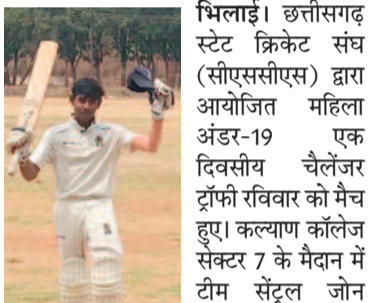 भिलाई। छत्तीसगढ़
स्टेट क्रिकेट संघ
(सीएससीएस) द्वारा
आयोजित महिला
अंडर-19 एक
दिवसीय चैलेंजर
ट्रॉफी रविवार को मैच
हुए। कल्याण कॉलेज
सेक्टर 7 के मैदान में
टीम सेंट्रल जोन